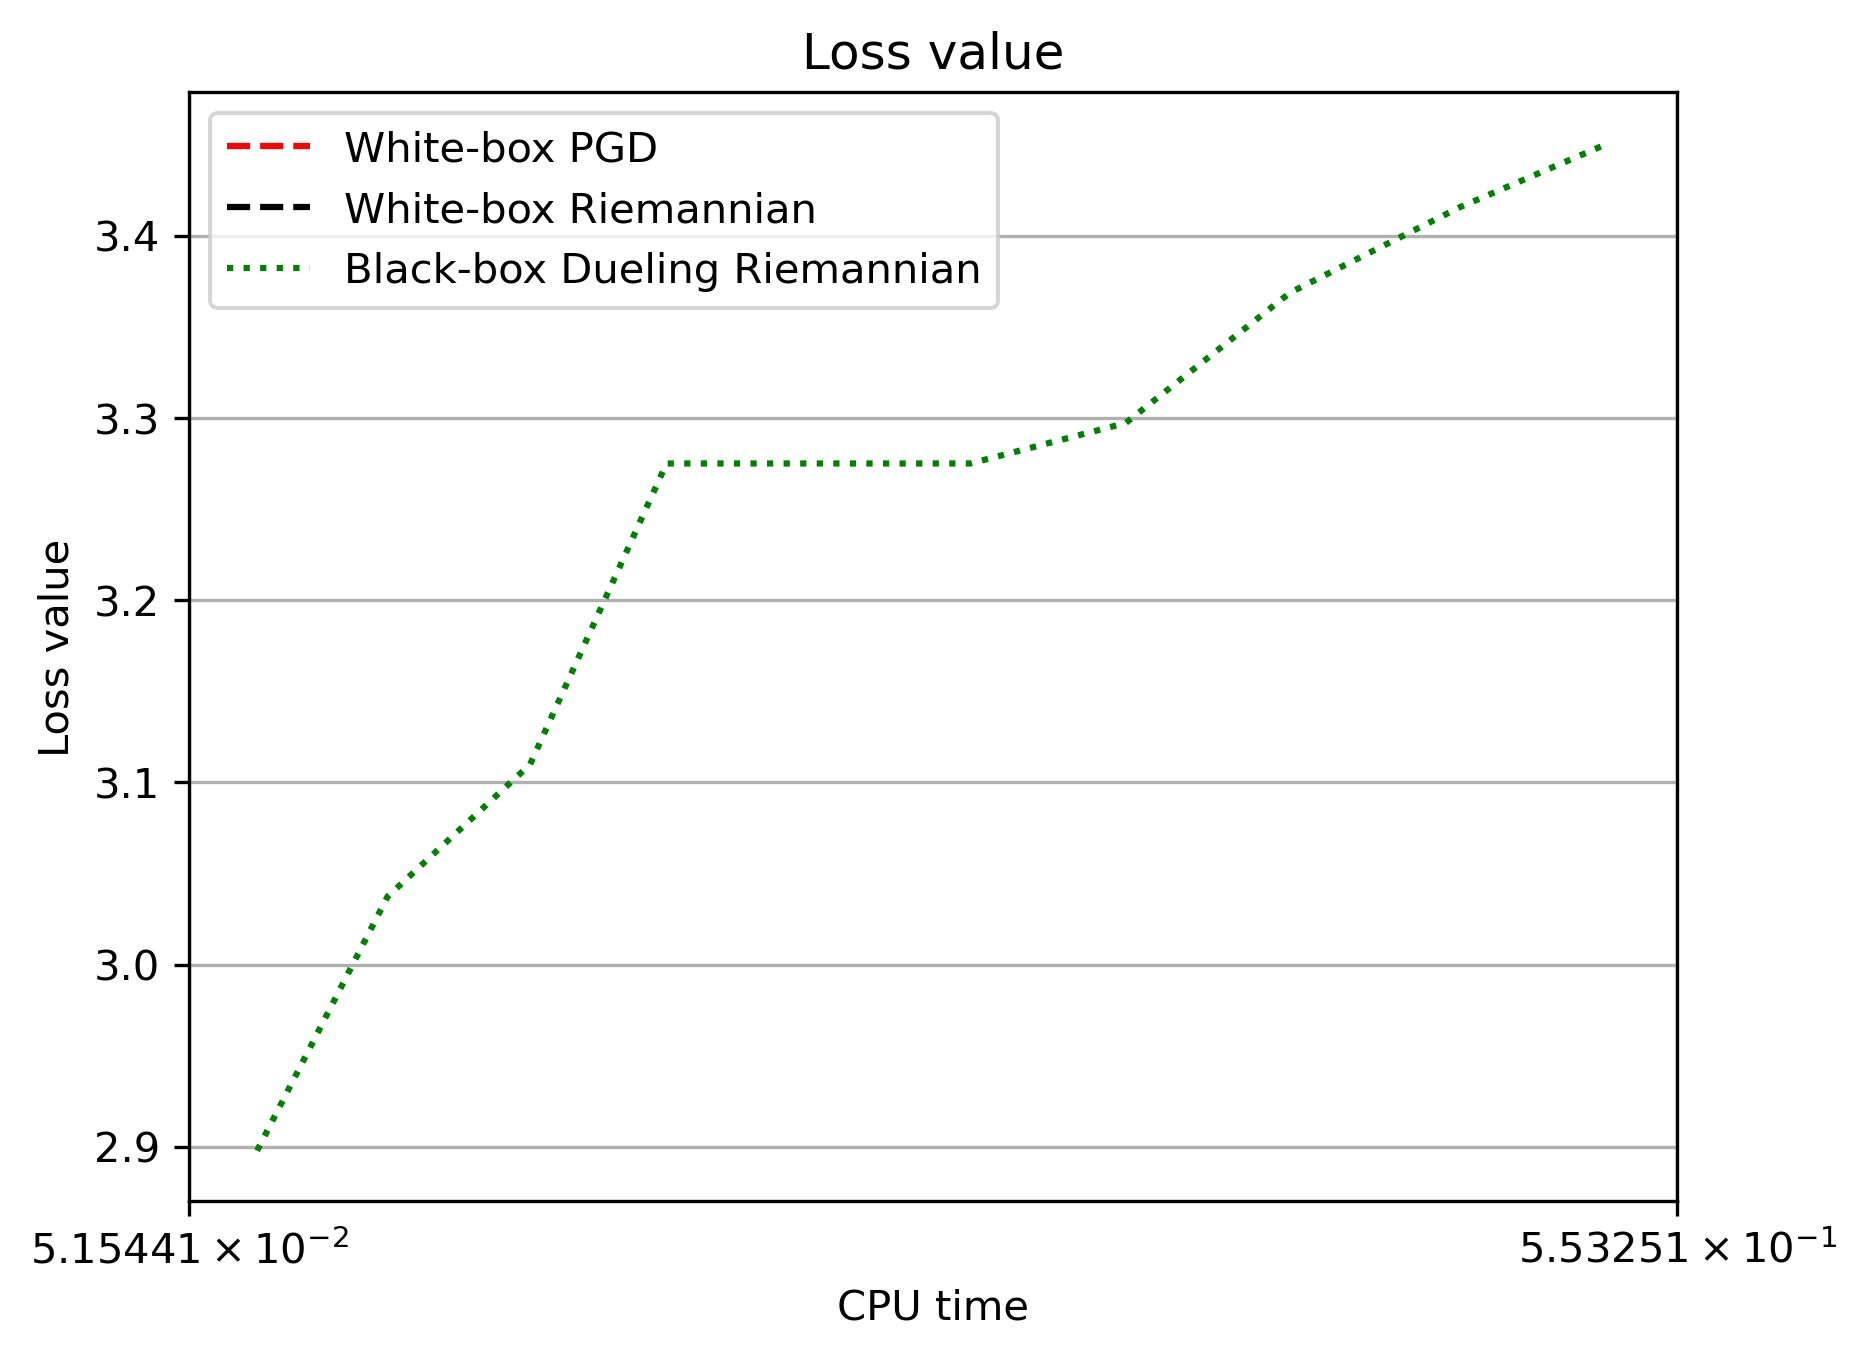 Loss value
White-box PGD
White-box Riemannian
Black-box Dueling Riemannian
Loss value
3.4
3.3
3.2
3.1
3.0
2.9
5.15441 × 10⁻²
5.53251 × 10⁻¹
CPU time